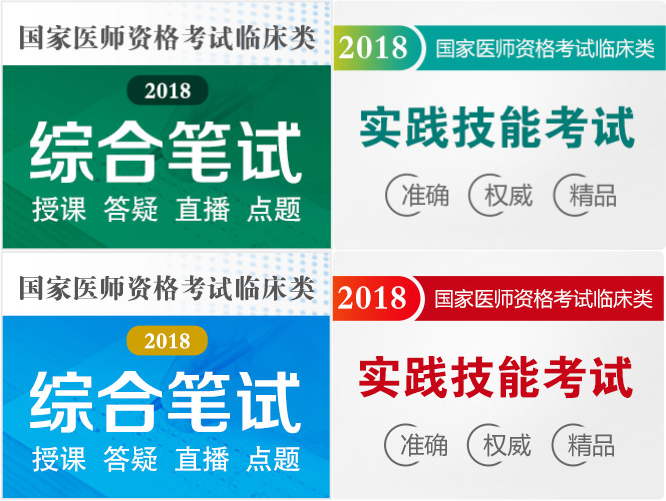 国家医师资格考试临床类
2018
综合笔试
授课 答疑 直播 点题
2018 国家医师资格考试临床类
实践技能考试
准确 权威 精品
国家医师资格考试临床类
2018
综合笔试
授课 答疑 直播 点题
2018 国家医师资格考试临床类
实践技能考试
准确 权威 精品